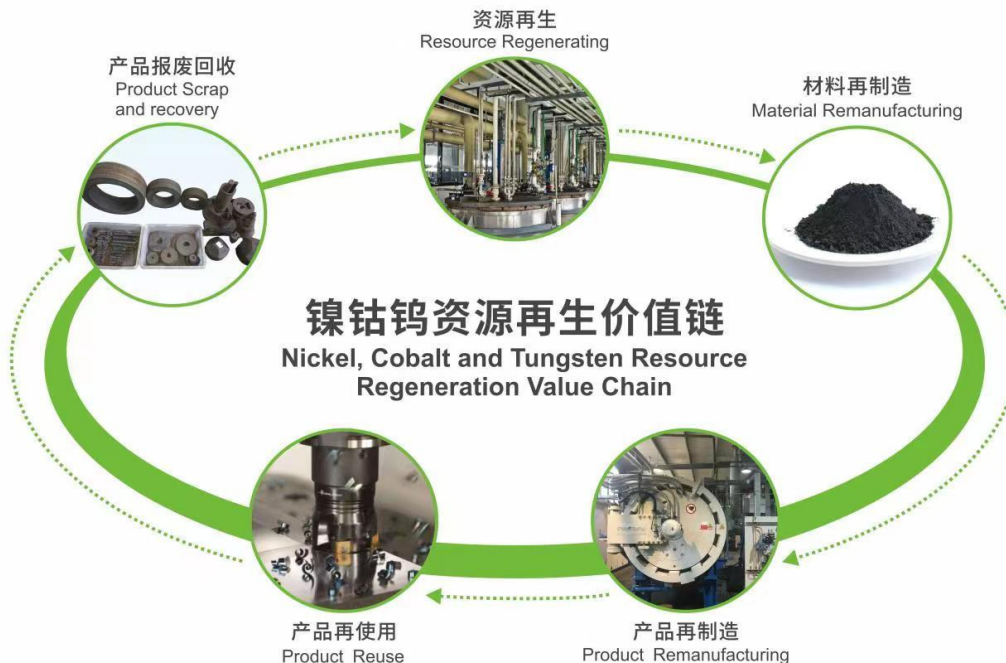 资源再生
Resource Regenerating
产品报废回收
Product Scrap
and recovery
材料再制造
Material Remanufacturing
镍钴钨资源再生价值链
Nickel, Cobalt and Tungsten Resource
Regeneration Value Chain
产品再使用
Product Reuse
产品再制造
Product Remanufacturing